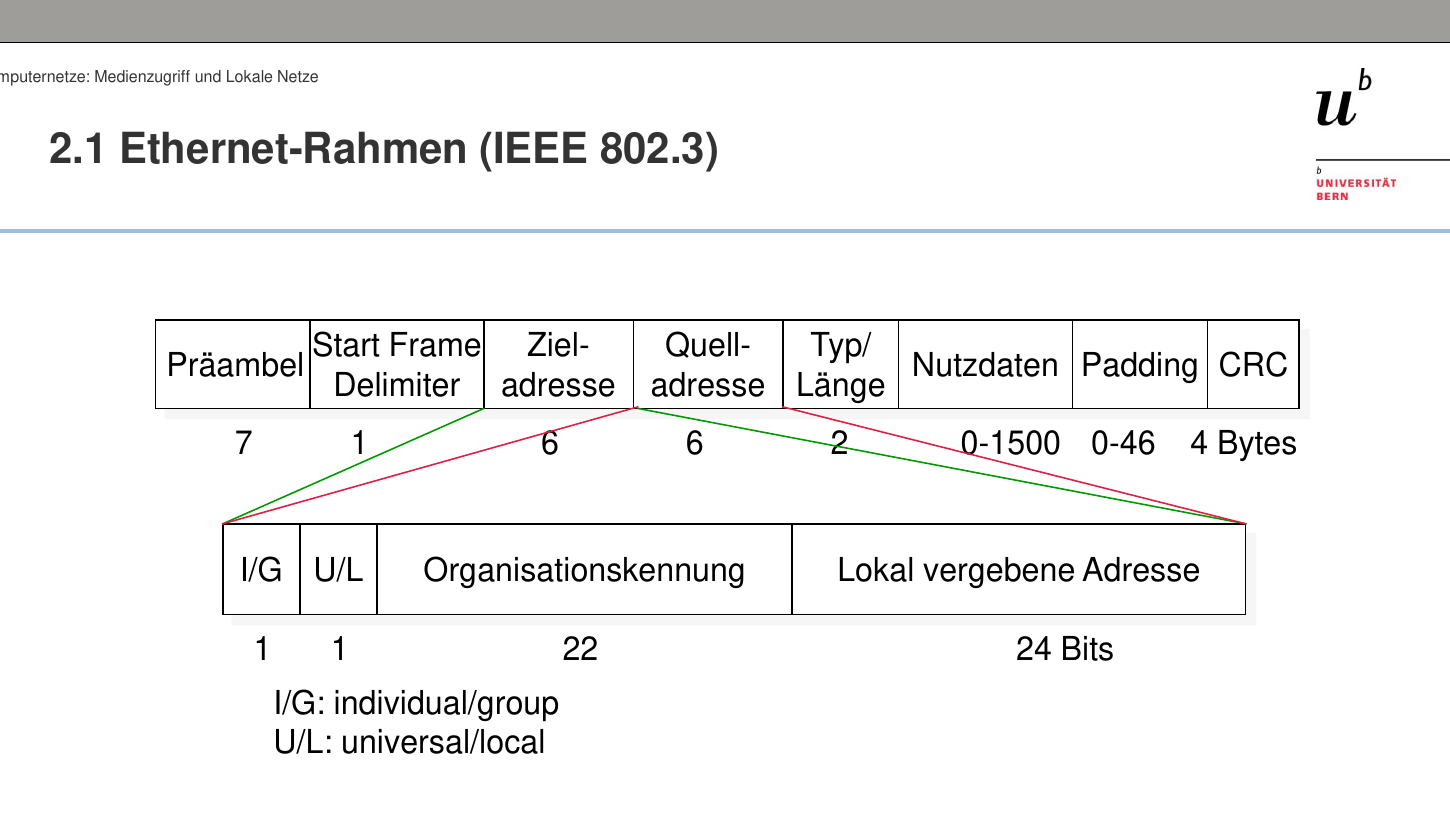 mputernetze: Medienzugriff und Lokale Netze
u b
b
UNIVERSITÄT
BERN
2.1 Ethernet-Rahmen (IEEE 802.3)
Präambel
Start Frame
Delimiter
Ziel-
adresse
Quell-
adresse
Typ/
Länge
Nutzdaten
Padding
CRC
7 1 6 6 2 0-1500 0-46 4 Bytes
I/G U/L Organisationskennung Lokal vergebene Adresse
1 1 22 24 Bits
I/G: individual/group
U/L: universal/local